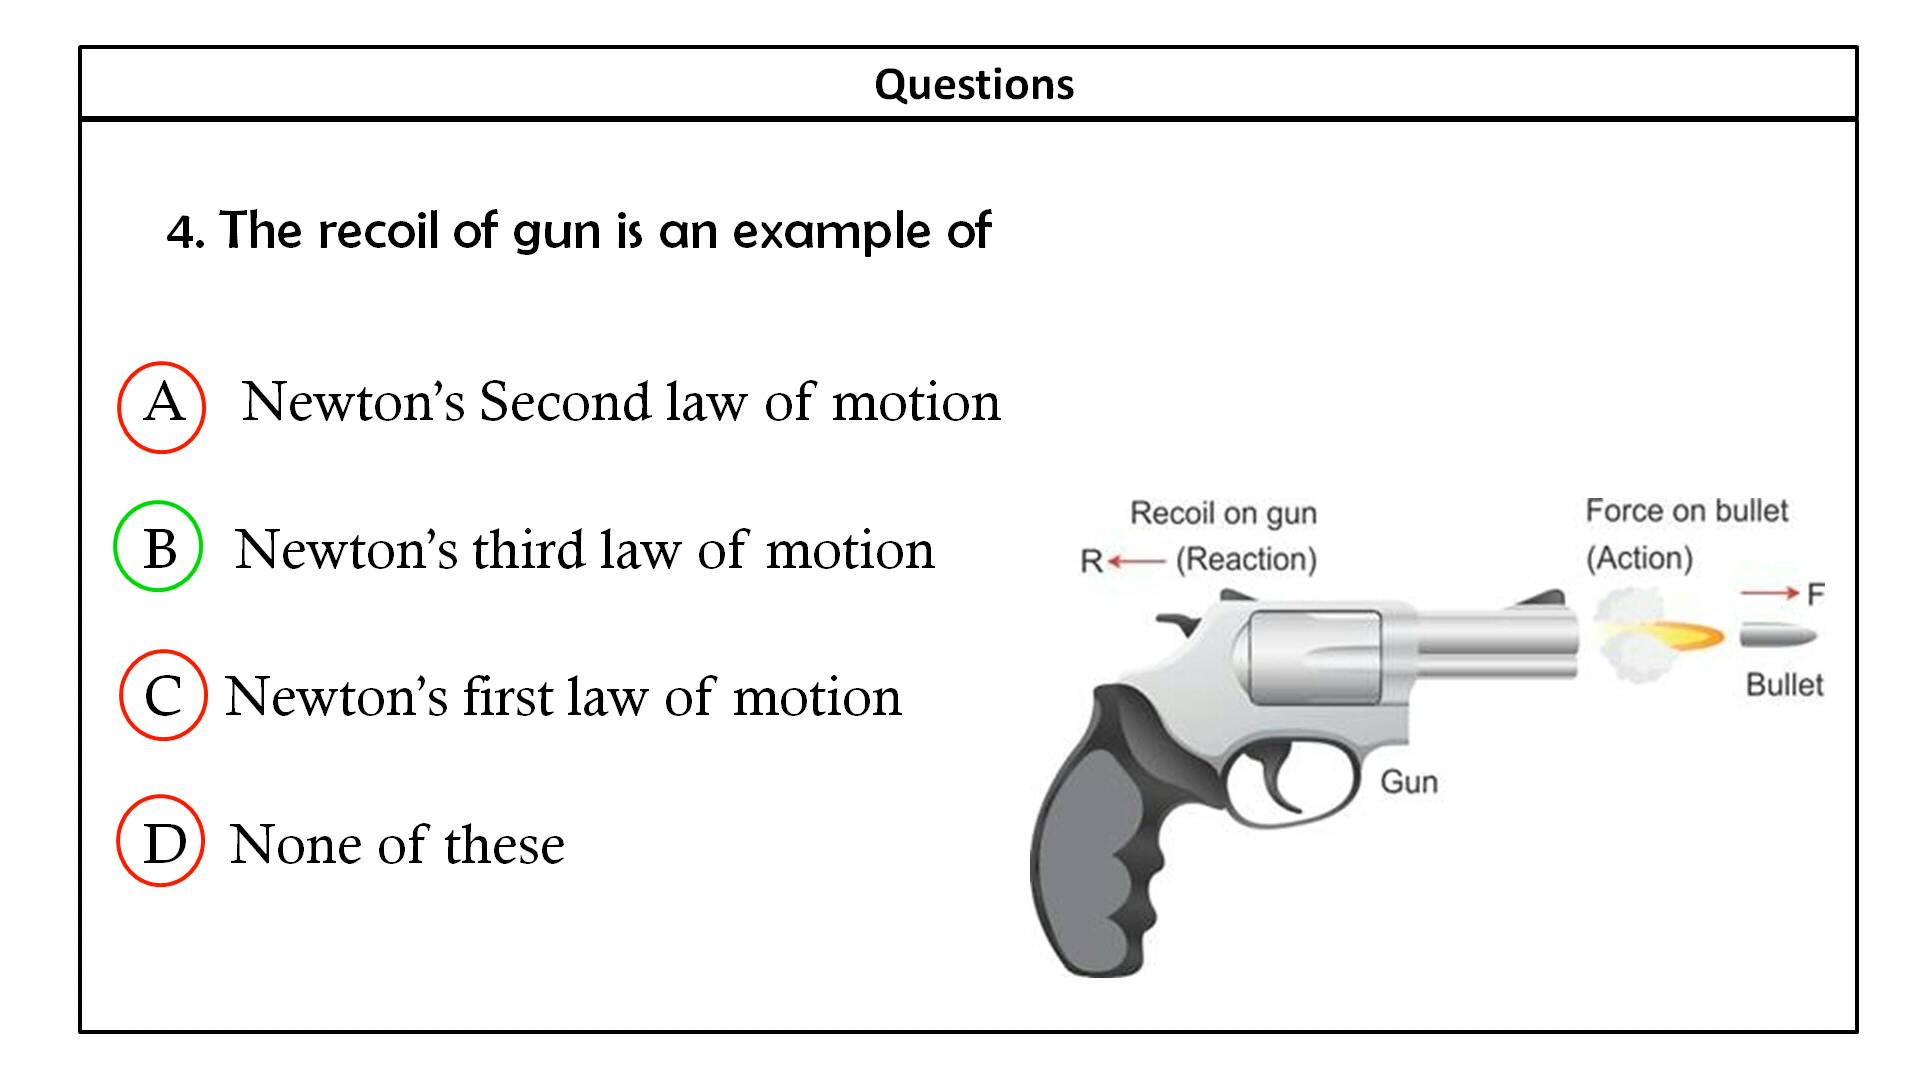 Questions
4. The recoil of gun is an example of
A Newton's Second law of motion
B Newton's third law of motion
C Newton's first law of motion
D None of these
Recoil on gun
R (Reaction)
Force on bullet
(Action)
F
Bullet
Gun